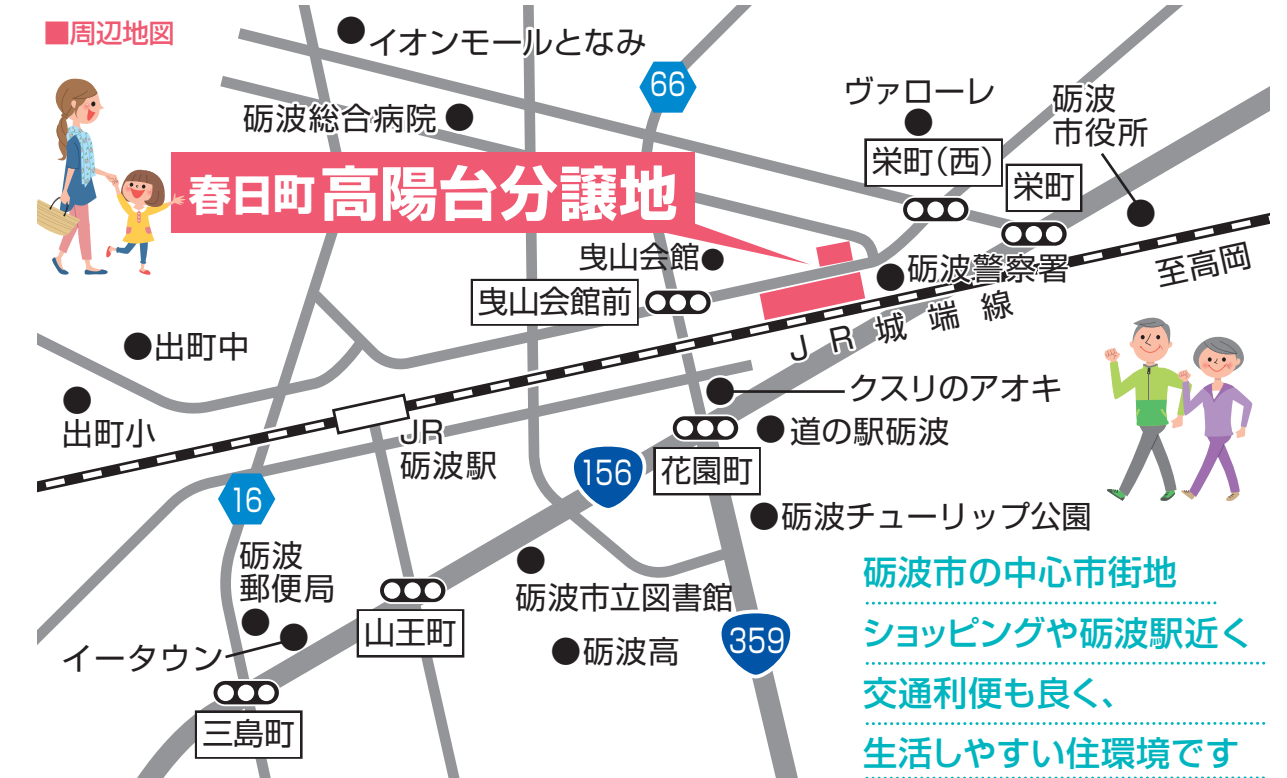 ■周辺地図
イオンモールとなみ
66
ヴァローレ
砺波
市役所
砺波総合病院
栄町(西)
栄町
春日町 高陽台分譲地
曳山会館
砺波警察署
至高岡
曳山会館前
JR城端線
出町中
クスリのアオキ
出町小
JR
砺波駅
道の駅砺波
156
花園町
16
砺波チューリップ公園
砺波
郵便局
砺波市立図書館
山王町
359
イータウン
砺波高
三島町
砺波市の中心市街地
ショッピングや砺波駅近く
交通利便も良く、
生活しやすい住環境です